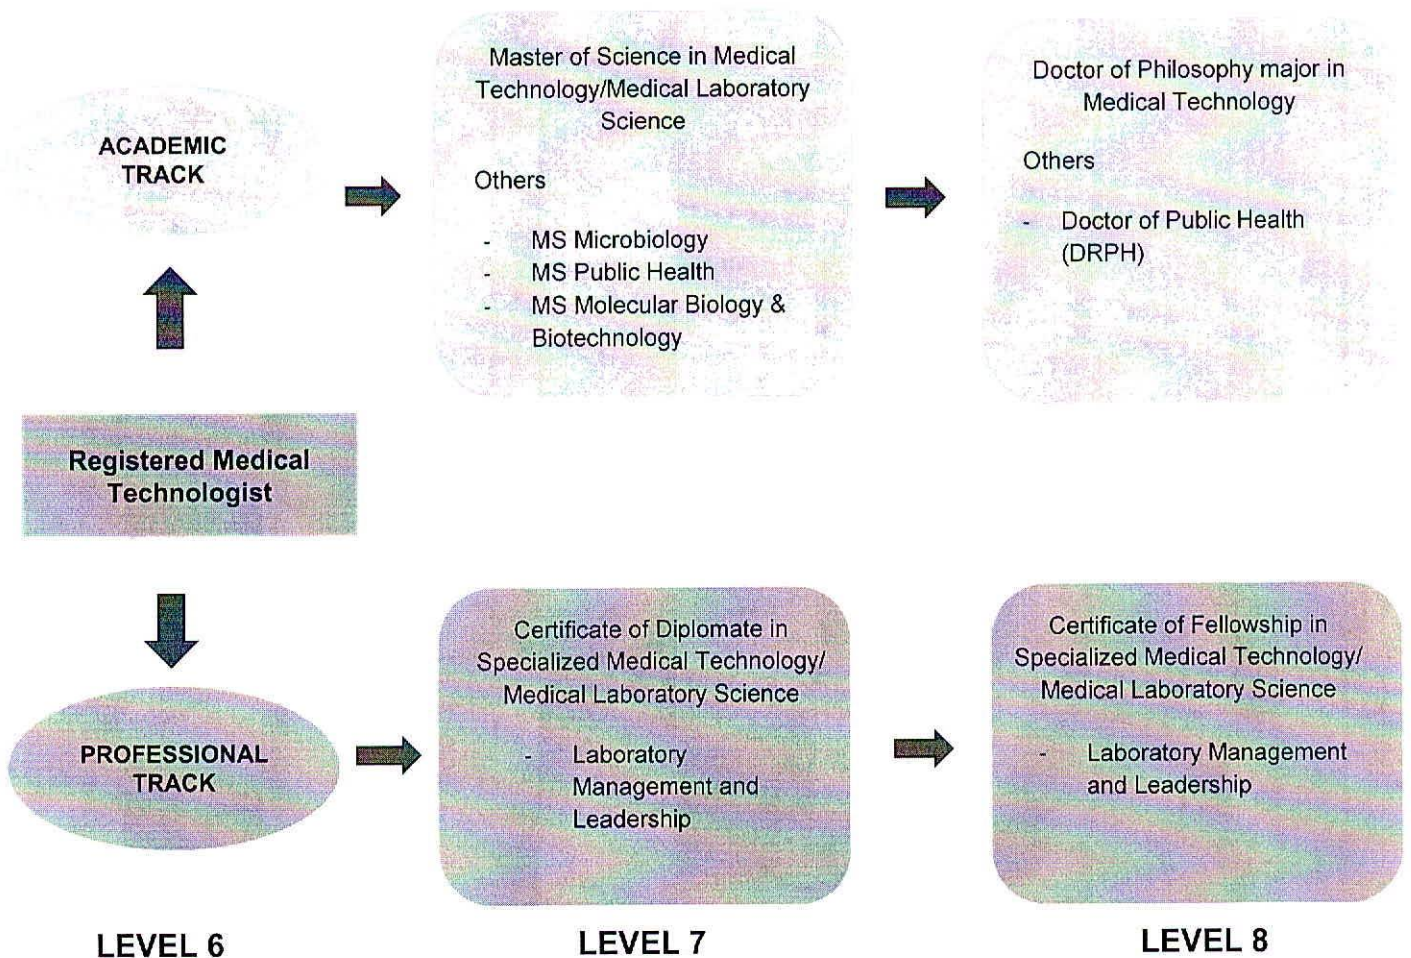 ACADEMIC
TRACK
Master of Science in Medical
Technology/Medical Laboratory
Science
Others
- MS Microbiology
- MS Public Health
- MS Molecular Biology &
Biotechnology
Doctor of Philosophy major in
Medical Technology
Others
- Doctor of Public Health
(DRPH)
Registered Medical
Technologist
PROFESSIONAL
TRACK
Certificate of Diplomate in
Specialized Medical Technology/
Medical Laboratory Science
- Laboratory
Management and
Leadership
Certificate of Fellowship in
Specialized Medical Technology/
Medical Laboratory Science
- Laboratory Management
and Leadership
LEVEL 6
LEVEL 7
LEVEL 8